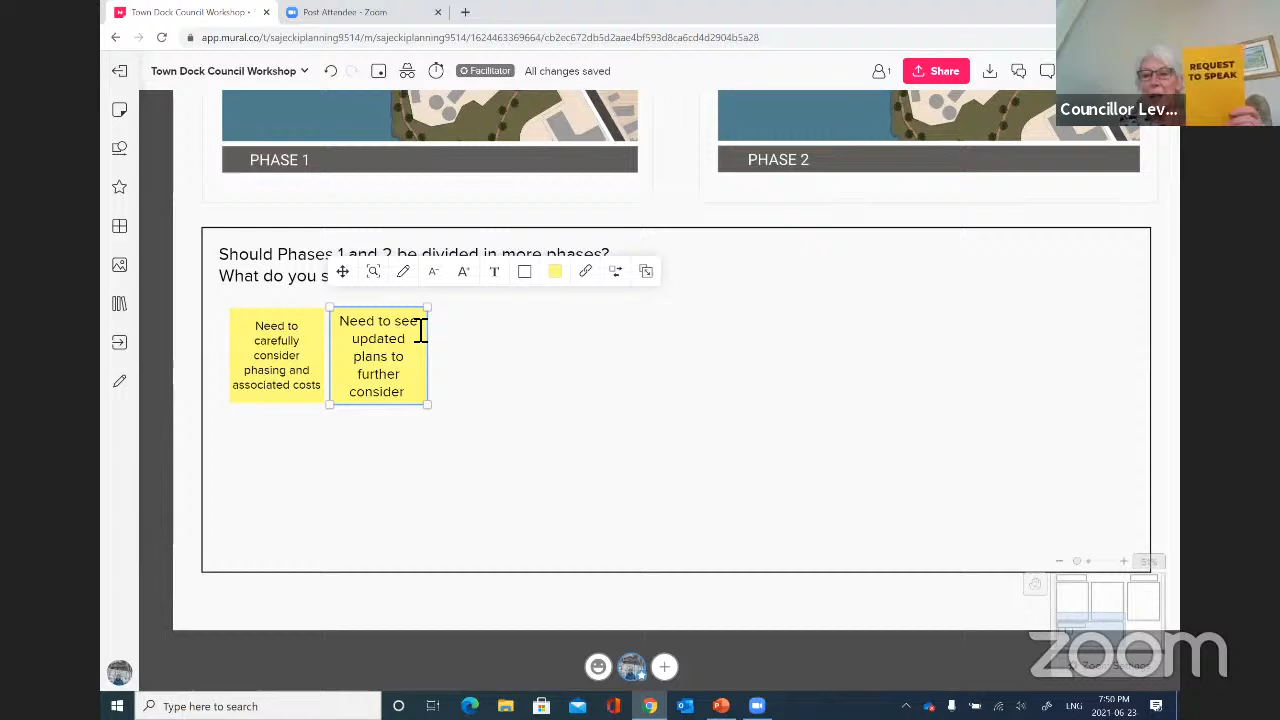 Town Dock Council Workshop •
Post Attendee - Zoom
app.mural.co/t/sajeckiplanning9514/m/sajeckiplanning9514/1624463369664/cb2ec672db5d2aae4bf593d8ca6cd4d2904b5a28
Town Dock Council Workshop
Facilitator
All changes saved
1
Share
REQUEST
TO SPEAK
Councillor Lev...
PHASE 1
PHASE 2
Should Phases 1 and 2 be divided in more phases?
What do you s
A-
A+
T
Need to
carefully
consider
phasing and
associated costs
Need to see
updated
plans to
further
consider
zoom
Zoom Settings
Type here to search
ENG
7:50 PM
2021-06-23